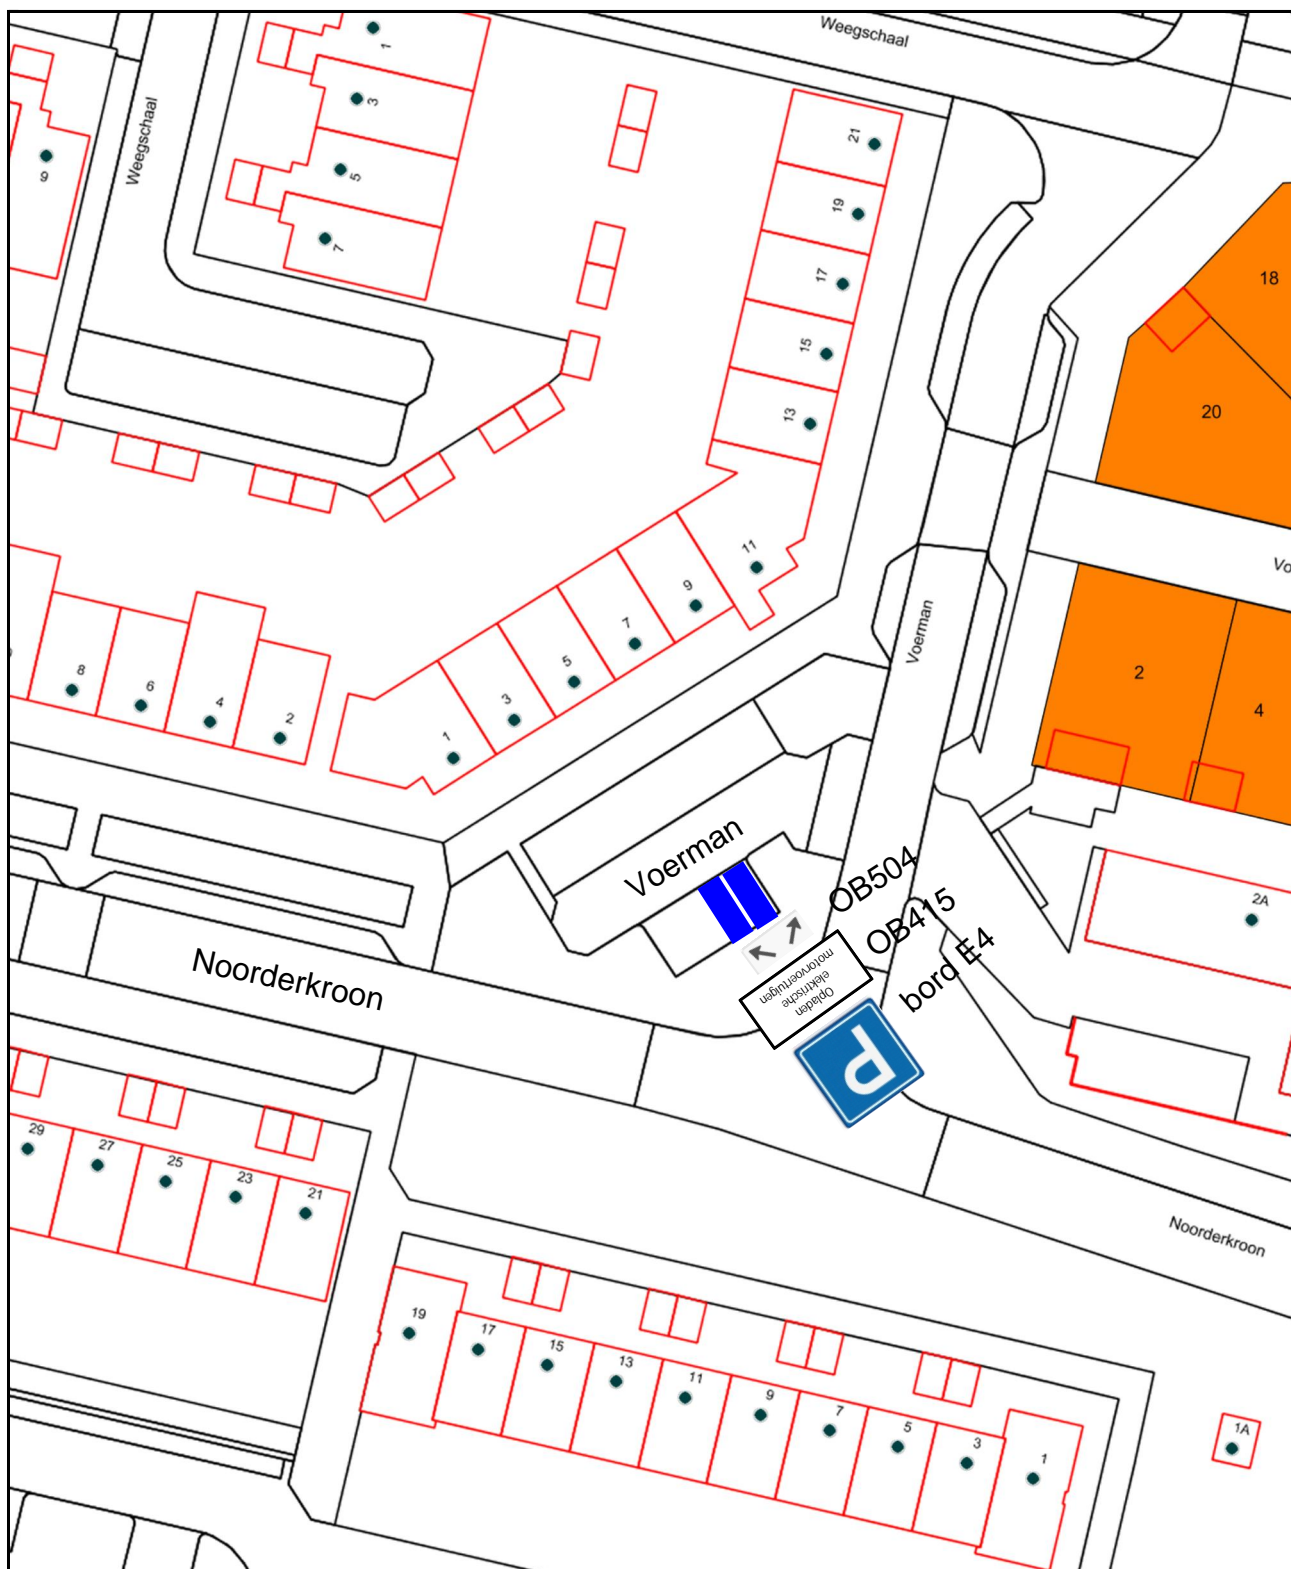 Weegschaal
Weegschaal
1
3
5
7
9
21
19
17
15
13
11
9
7
5
3
1
18
20
Vo
2
4
8
6
4
2
Voerman
Voerman
OB504
OB415
bord E4
Opladen
elektrische
motorvoertuigen
P
2A
Noorderkroon
29
27
25
23
21
Noorderkroon
19
17
15
13
11
9
7
5
3
1
1A